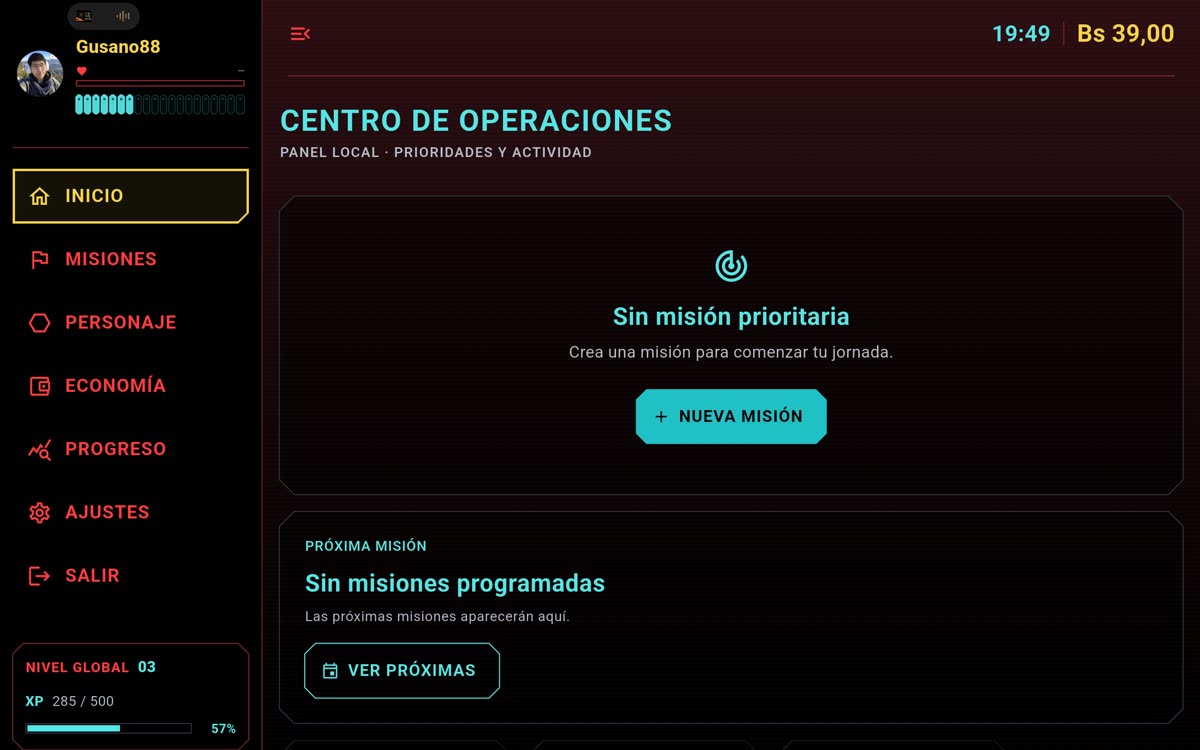 Gusano88
–
19:49
Bs 39,00
CENTRO DE OPERACIONES
PANEL LOCAL · PRIORIDADES Y ACTIVIDAD
INICIO
MISIONES
PERSONAJE
ECONOMÍA
PROGRESO
AJUSTES
SALIR
NIVEL GLOBAL 03
XP 285 / 500
57%
Sin misión prioritaria
Crea una misión para comenzar tu jornada.
+ NUEVA MISIÓN
PRÓXIMA MISIÓN
Sin misiones programadas
Las próximas misiones aparecerán aquí.
VER PRÓXIMAS